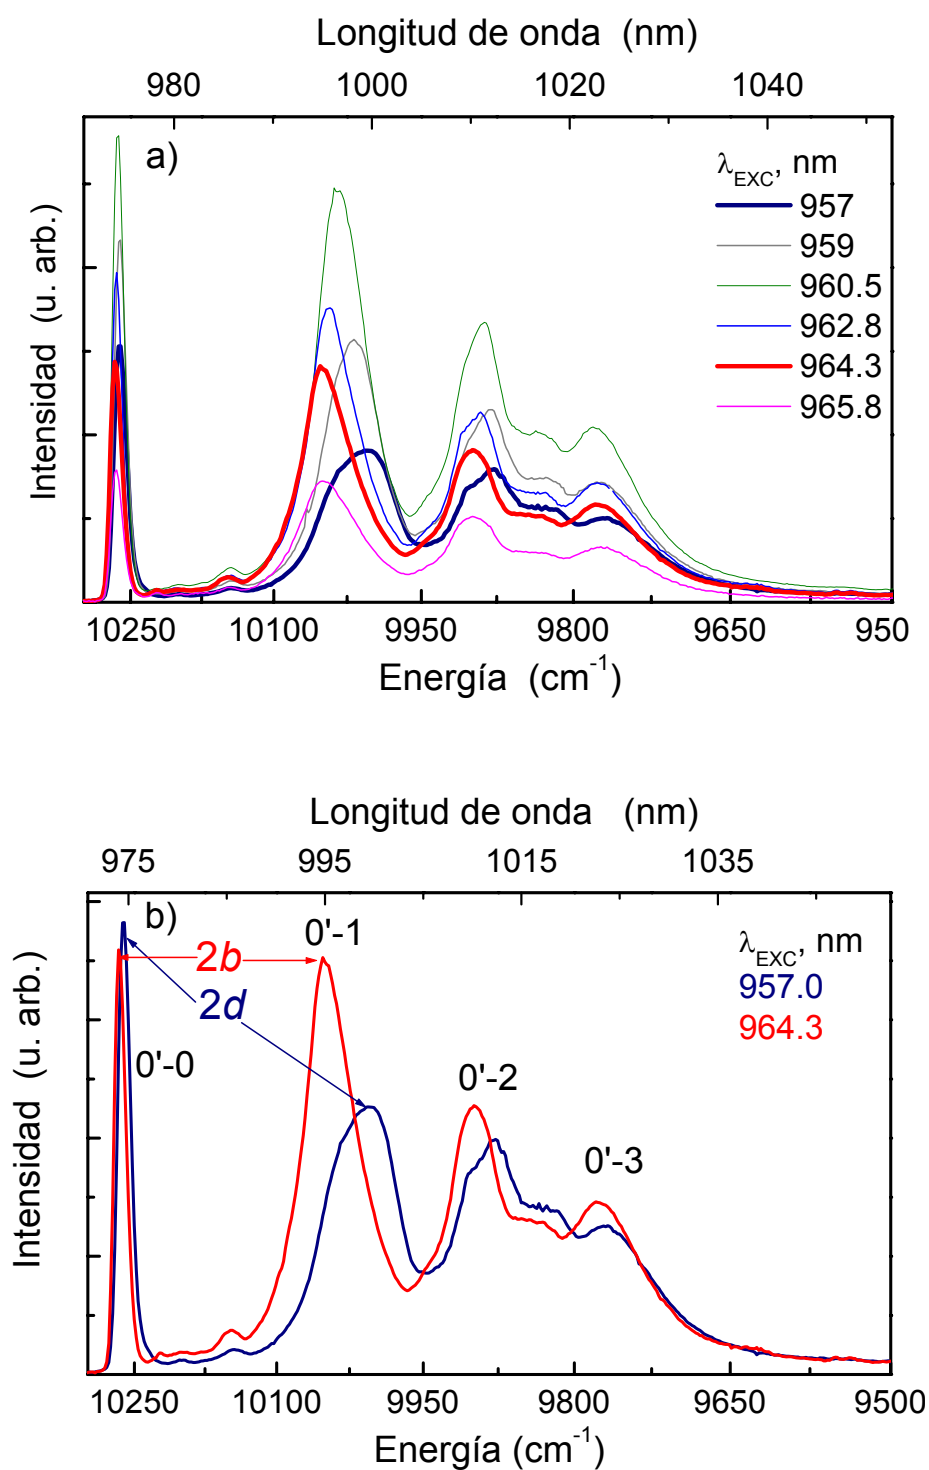 Longitud de onda (nm)
980 1000 1020 1040
a)
λEXC, nm
957
959
960.5
962.8
964.3
965.8
Intensidad (u. arb.)
10250 10100 9950 9800 9650 950
Energía (cm-1)
Longitud de onda (nm)
975 995 1015 1035
b)
0'-1
λEXC, nm
2b
957.0
2d
964.3
0'-0
0'-2
0'-3
Intensidad (u. arb.)
10250 10100 9950 9800 9650 9500
Energía (cm-1)